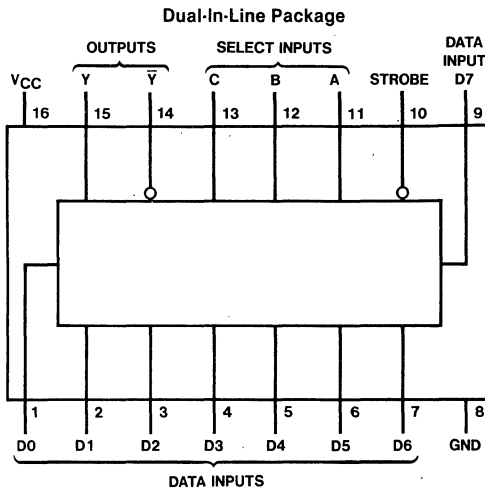 Dual-In-Line Package
OUTPUTS SELECT INPUTS DATA INPUT
VCC Y Y̅ C B A STROBE D7
16 15 14 13 12 11 10 9
1 2 3 4 5 6 7 8
D0 D1 D2 D3 D4 D5 D6 GND
DATA INPUTS